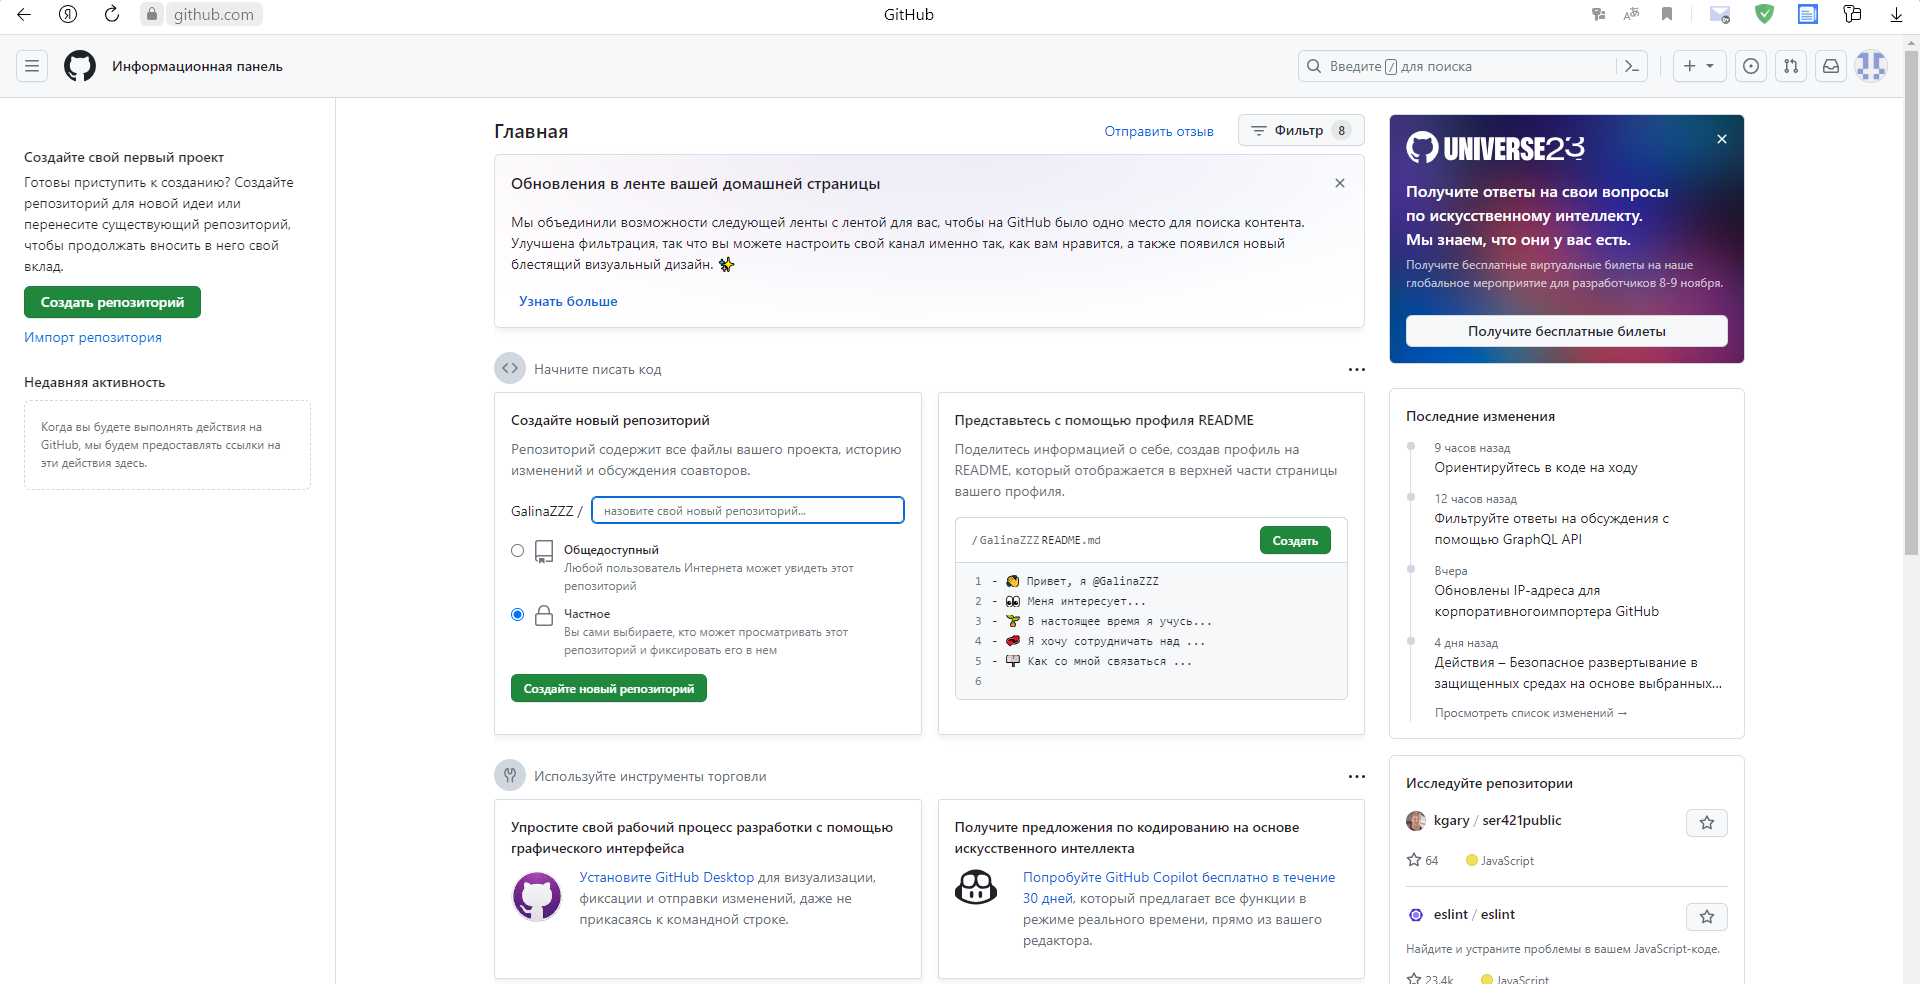 github.com
GitHub
Информационная панель
Введите / для поиска
Создайте свой первый проект
Готовы приступить к созданию? Создайте
репозиторий для новой идеи или
перенесите существующий репозиторий,
чтобы продолжать вносить в него свой
вклад.
Создать репозиторий
Импорт репозитория
Недавняя активность
Когда вы будете выполнять действия на
GitHub, мы будем предоставлять ссылки на
эти действия здесь.
Главная
Отправить отзыв
Фильтр 8
Обновления в ленте вашей домашней страницы
Мы объединили возможности следующей ленты с лентой для вас, чтобы на GitHub было одно место для поиска контента.
Улучшена фильтрация, так что вы можете настроить свой канал именно так, как вам нравится, а также появился новый
блестящий визуальный дизайн.
Узнать больше
Начните писать код
Создайте новый репозиторий
Репозиторий содержит все файлы вашего проекта, историю
изменений и обсуждения соавторов.
GalinaZZZ / назовите свой новый репозиторий...
Общедоступный
Любой пользователь Интернета может увидеть этот
репозиторий
Частное
Вы сами выбираете, кто может просматривать этот
репозиторий и фиксировать его в нем
Создайте новый репозиторий
Представьтесь с помощью профиля README
Поделитесь информацией о себе, создав профиль на
README, который отображается в верхней части страницы
вашего профиля.
/ GalinaZZZ README.md
Создать
1 - 👋 Привет, я @GalinaZZZ
2 - 👀 Меня интересует...
3 - 🌱 В настоящее время я учусь...
4 - 💞️ Я хочу сотрудничать над ...
5 - 📫 Как со мной связаться ...
6
Используйте инструменты торговли
Упростите свой рабочий процесс разработки с помощью
графического интерфейса
Установите GitHub Desktop для визуализации,
фиксации и отправки изменений, даже не
прикасаясь к командной строке.
Получите предложения по кодированию на основе
искусственного интеллекта
Попробуйте GitHub Copilot бесплатно в течение
30 дней, который предлагает все функции в
режиме реального времени, прямо из вашего
редактора.
UNIVERSE23
Получите ответы на свои вопросы
по искусственному интеллекту.
Мы знаем, что они у вас есть.
Получите бесплатные виртуальные билеты на наше
глобальное мероприятие для разработчиков 8-9 ноября.
Получите бесплатные билеты
Последние изменения
9 часов назад
Ориентируйтесь в коде на ходу
12 часов назад
Фильтруйте ответы на обсуждения с
помощью GraphQL API
Вчера
Обновлены IP-адреса для
корпоративногоимпортера GitHub
4 дня назад
Действия – Безопасное развертывание в
защищенных средах на основе выбранных...
Просмотреть список изменений →
Исследуйте репозитории
kgary / ser421public
64 JavaScript
eslint / eslint
Найдите и устраните проблемы в вашем JavaScript-коде.
23.4k JavaScript